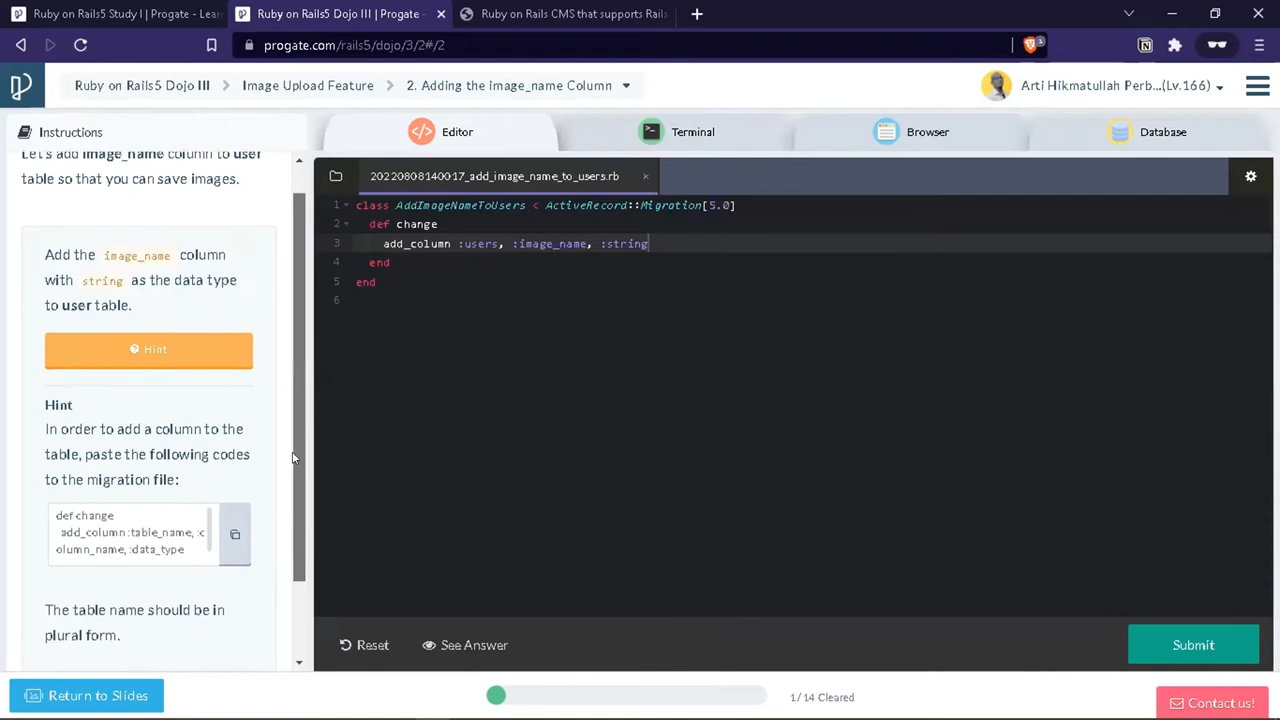 Ruby on Rails5 Study I | Progate - Lear
Ruby on Rails5 Dojo III | Progate -
Ruby on Rails CMS that supports Rails
progate.com/rails5/dojo/3/2#/2
Ruby on Rails5 Dojo III
Image Upload Feature
2. Adding the image_name Column
Arti Hikmatullah Perb...(Lv.166)
Instructions
Editor
Terminal
Browser
Database
Let's add image_name column to user
table so that you can save images.
Add the image_name column
with string as the data type
to user table.
Hint
Hint
In order to add a column to the
table, paste the following codes
to the migration file:
def change
add_column :table_name, :c
olumn_name, :data_type
The table name should be in
plural form.
20220808140017_add_image_name_to_users.rb
1 class AddImageNameToUsers < ActiveRecord::Migration[5.0]
2 def change
3 add_column :users, :image_name, :string
4 end
5 end
6
Reset
See Answer
Submit
Return to Slides
1/14 Cleared
Contact us!